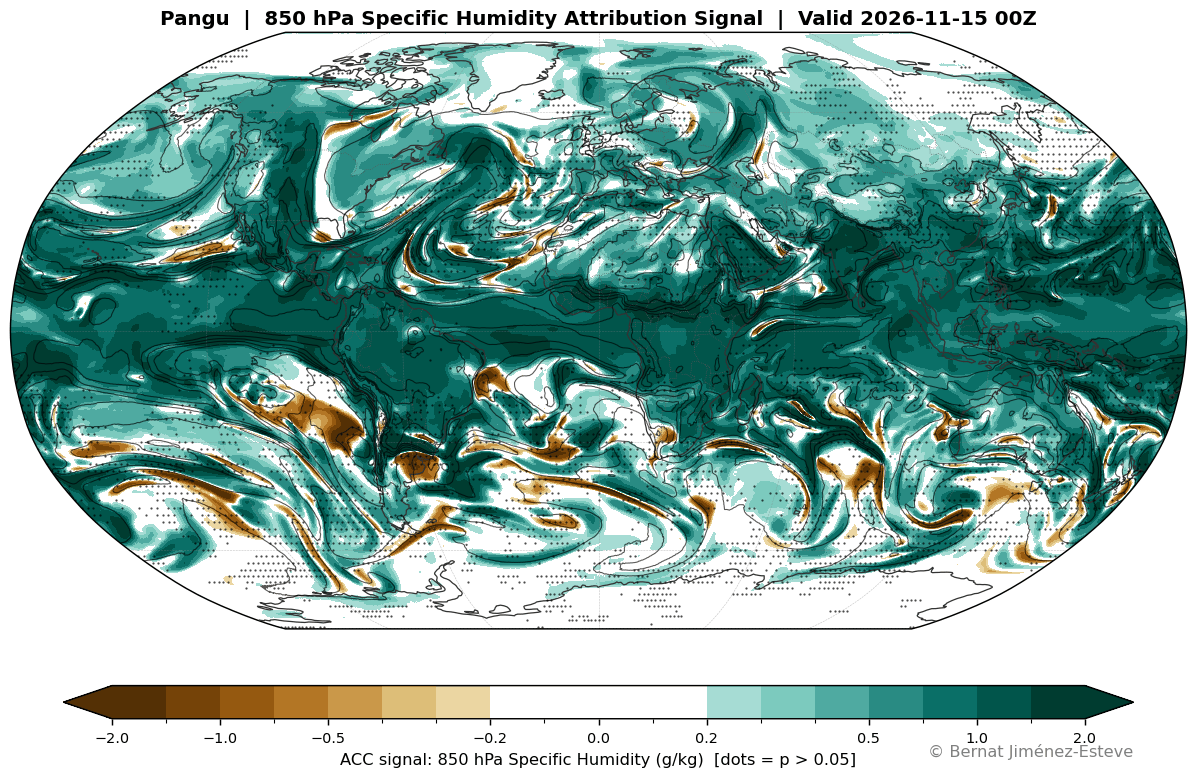 Pangu | 850 hPa Specific Humidity Attribution Signal | Valid 2026-11-15 00Z
−2.0 −1.0 −0.5 −0.2 0.0 0.2 0.5 1.0 2.0
ACC signal: 850 hPa Specific Humidity (g/kg) [dots = p > 0.05]
© Bernat Jiménez-Esteve